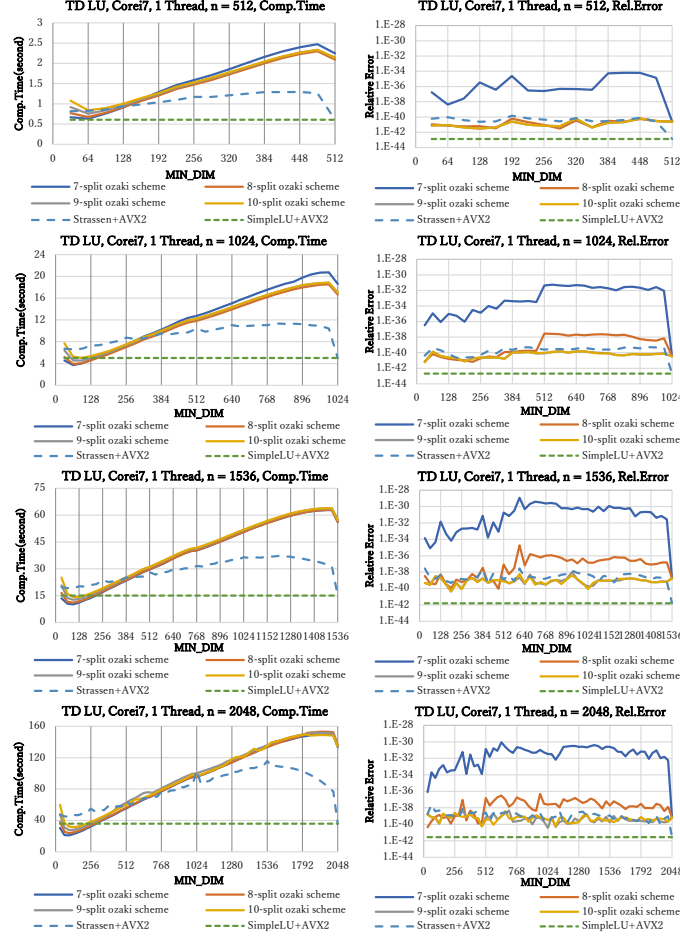 TD LU, Corei7, 1 Thread, n = 512, Comp.Time
Comp.Time(second)
3
2.5
2
1.5
1
0.5
0
0 64 128 192 256 320 384 448 512
MIN_DIM
7-split ozaki scheme 8-split ozaki scheme
9-split ozaki scheme 10-split ozaki scheme
Strassen+AVX2 SimpleLU+AVX2
TD LU, Corei7, 1 Thread, n = 512, Rel.Error
Relative Error
1.E-28
1.E-30
1.E-32
1.E-34
1.E-36
1.E-38
1.E-40
1.E-42
1.E-44
0 64 128 192 256 320 384 448 512
MIN_DIM
7-split ozaki scheme 8-split ozaki scheme
9-split ozaki scheme 10-split ozaki scheme
Strassen+AVX2 SimpleLU+AVX2
TD LU, Corei7, 1 Thread, n = 1024, Comp.Time
Comp.Time(second)
24
20
16
12
8
4
0
0 128 256 384 512 640 768 896 1024
MIN_DIM
7-split ozaki scheme 8-split ozaki scheme
9-split ozaki scheme 10-split ozaki scheme
Strassen+AVX2 SimpleLU+AVX2
TD LU, Corei7, 1 Thread, n = 1024, Rel.Error
Relative Error
1.E-28
1.E-30
1.E-32
1.E-34
1.E-36
1.E-38
1.E-40
1.E-42
1.E-44
0 128 256 384 512 640 768 896 1024
MIN_DIM
7-split ozaki scheme 8-split ozaki scheme
9-split ozaki scheme 10-split ozaki scheme
Strassen+AVX2 SimpleLU+AVX2
TD LU, Corei7, 1 Thread, n = 1536, Comp.Time
Comp.Time(second)
75
60
45
30
15
0
0 128 256 384 512 640 768 896 1024 1152 1280 1408 1536
MIN_DIM
7-split ozaki scheme 8-split ozaki scheme
9-split ozaki scheme 10-split ozaki scheme
Strassen+AVX2 SimpleLU+AVX2
TD LU, Corei7, 1 Thread, n = 1536, Rel.Error
Relative Error
1.E-28
1.E-30
1.E-32
1.E-34
1.E-36
1.E-38
1.E-40
1.E-42
1.E-44
0 128 256 384 512 640 768 896 1024 1152 1280 1408 1536
MIN_DIM
7-split ozaki scheme 8-split ozaki scheme
9-split ozaki scheme 10-split ozaki scheme
Strassen+AVX2 SimpleLU+AVX2
TD LU, Corei7, 1 Thread, n = 2048, Comp.Time
Comp.Time(second)
160
120
80
40
0
0 256 512 768 1024 1280 1536 1792 2048
MIN_DIM
7-split ozaki scheme 8-split ozaki scheme
9-split ozaki scheme 10-split ozaki scheme
Strassen+AVX2 SimpleLU+AVX2
TD LU, Corei7, 1 Thread, n = 2048, Rel.Error
Relative Error
1.E-28
1.E-30
1.E-32
1.E-34
1.E-36
1.E-38
1.E-40
1.E-42
1.E-44
0 256 512 768 1024 1280 1536 1792 2048
MIN_DIM
7-split ozaki scheme 8-split ozaki scheme
9-split ozaki scheme 10-split ozaki scheme
Strassen+AVX2 SimpleLU+AVX2